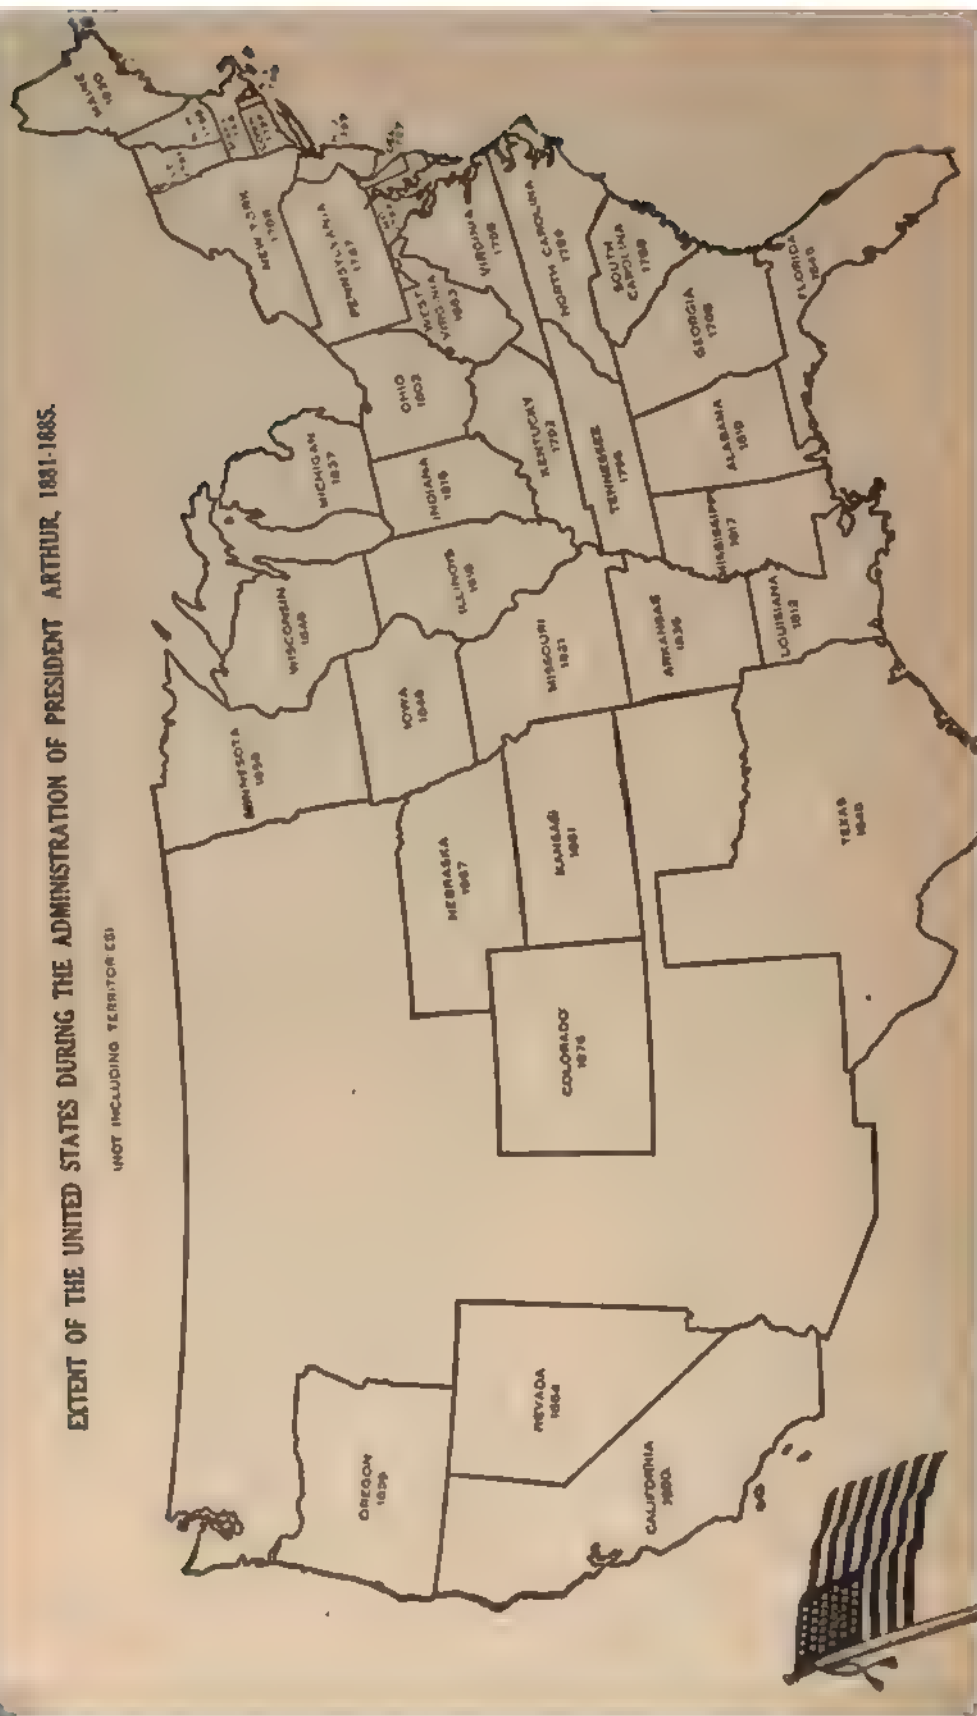 EXTENT OF THE UNITED STATES DURING THE ADMINISTRATION OF PRESIDENT ARTHUR, 1881-1885.
(NOT INCLUDING TERRITORIES)
MAINE
1820
NEW YORK
1788
PENNSYLVANIA
1787
WEST
VIRGINIA
1863
VIRGINIA
1788
NORTH CAROLINA
1789
SOUTH
CAROLINA
1788
GEORGIA
1788
FLORIDA
1845
OHIO
1803
MICHIGAN
1837
INDIANA
1816
KENTUCKY
1792
TENNESSEE
1796
ALABAMA
1819
MISSISSIPPI
1817
WISCONSIN
1848
ILLINOIS
1818
MINNESOTA
1858
IOWA
1846
MISSOURI
1821
ARKANSAS
1836
LOUISIANA
1812
NEBRASKA
1867
KANSAS
1861
TEXAS
1845
COLORADO
1876
OREGON
1859
NEVADA
1864
CALIFORNIA
1850